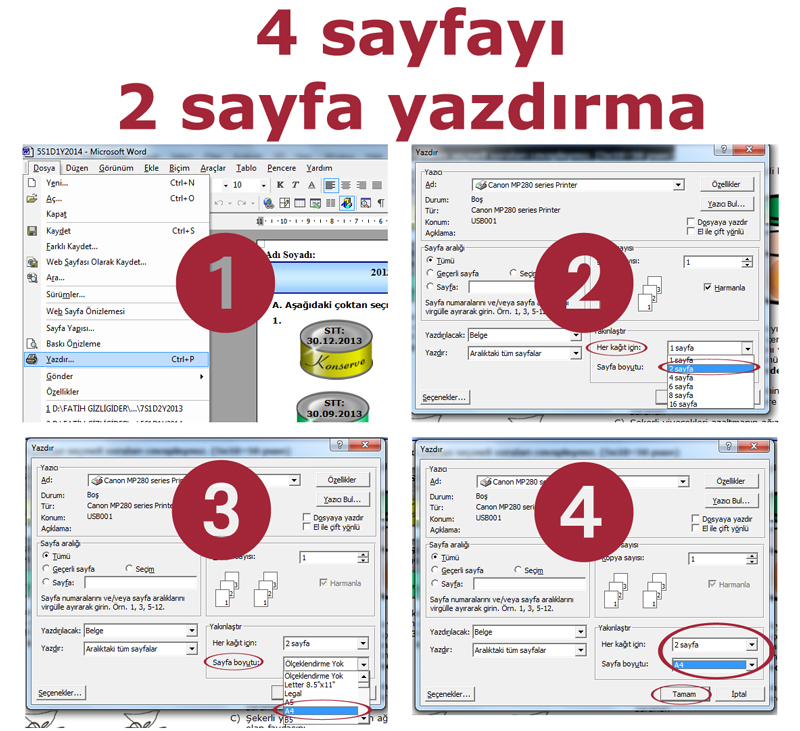 4 sayfayı
2 sayfa yazdırma
5S1D1Y2014 - Microsoft Word
Dosya Düzen Görünüm Ekle Biçim Araçlar Tablo Pencere Yardım
Yeni... Ctrl+N
Aç... Ctrl+O
Kapat
Kaydet Ctrl+S
Farklı Kaydet...
Web Sayfası Olarak Kaydet...
Ara...
Sürümler...
Web Sayfa Önizlemesi
Sayfa Yapısı...
Baskı Önizleme
Yazdır... Ctrl+P
Gönder
Özellikler
1 D:\FATİH GİZLİGİDER\...\7S1D2Y2013
10
K T A
Adı Soyadı:
A. Aşağıdaki çoktan seçm
1.
STT:
30.12.2013
Konserve
STT:
30.09.2013
1
Yazdır
Yazıcı
Ad: Canon MP280 series Printer Özellikler
Durum: Boş
Tür: Canon MP280 series Printer Yazıcı Bul...
Konum: USB001 Dosyaya yazdır
Açıklama: El ile çift yönlü
Sayfa aralığı
Tümü 1
Geçerli sayfa
Sayfa: Harmanla
Sayfa numaralarını ve/veya sayfa
virgülle ayırarak girin. Örn. 1, 3, 5-12.
Yazdırılacak: Belge Yakınlaştır
Yazdır: Aralıktaki tüm sayfalar Her kağıt için: 1 sayfa
Sayfa boyutu:
1 sayfa
2 sayfa
4 sayfa
6 sayfa
8 sayfa
16 sayfa
Seçenekler...
2
Yazdır
Yazıcı
Ad: Canon MP280 series Özellikler
Durum: Boş
Tür: Canon MP280 series Yazıcı Bul...
Konum: USB001 Dosyaya yazdır
Açıklama: El ile çift yönlü
Sayfa aralığı
Tümü 1
Geçerli sayfa Seçim
Sayfa: Harmanla
Sayfa numaralarını ve/veya sayfa aralıklarını
virgülle ayırarak girin. Örn. 1, 3, 5-12.
Yazdırılacak: Belge Yakınlaştır
Yazdır: Aralıktaki tüm sayfalar Her kağıt için: 2 sayfa
Sayfa boyutu: Ölçeklendirme Yok
Ölçeklendirme Yok
Letter 8.5"x11"
Legal
A5
A4
B5
Seçenekler...
3
Yazdır
Yazıcı
Ad: Canon MP280 series Printer Özellikler
Durum: Boş
Tür: Canon MP280 series Printer Yazıcı Bul...
Konum: USB001 Dosyaya yazdır
Açıklama: El ile çift yönlü
Sayfa aralığı
Tümü Kopya sayısı: 1
Geçerli sayfa
Sayfa: Harmanla
Sayfa numaralarını ve/veya sayfa aralıklarını
virgülle ayırarak girin. Örn. 1, 3, 5-12.
Yazdırılacak: Belge Yakınlaştır
Yazdır: Aralıktaki tüm sayfalar Her kağıt için: 2 sayfa
Sayfa boyutu: A4
Seçenekler... Tamam İptal
4